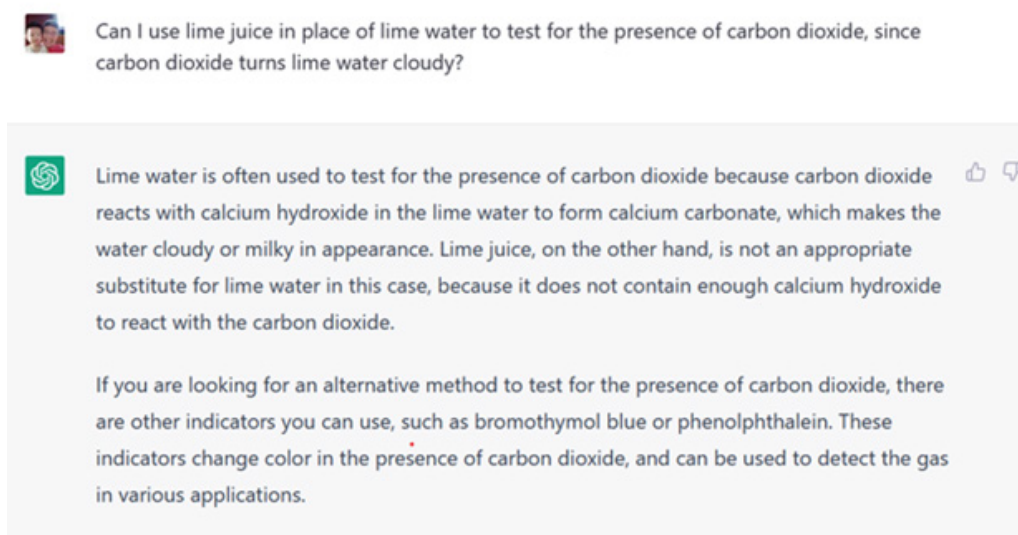 Can I use lime juice in place of lime water to test for the presence of carbon dioxide, since
carbon dioxide turns lime water cloudy?
Lime water is often used to test for the presence of carbon dioxide because carbon dioxide
reacts with calcium hydroxide in the lime water to form calcium carbonate, which makes the
water cloudy or milky in appearance. Lime juice, on the other hand, is not an appropriate
substitute for lime water in this case, because it does not contain enough calcium hydroxide
to react with the carbon dioxide.
If you are looking for an alternative method to test for the presence of carbon dioxide, there
are other indicators you can use, such as bromothymol blue or phenolphthalein. These
indicators change color in the presence of carbon dioxide, and can be used to detect the gas
in various applications.